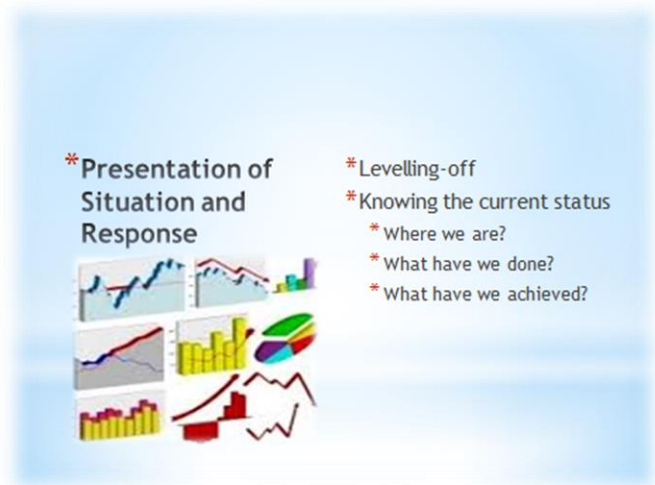 *Presentation of
Situation and
Response
*Levelling-off
*Knowing the current status
*Where we are?
*What have we done?
*What have we achieved?